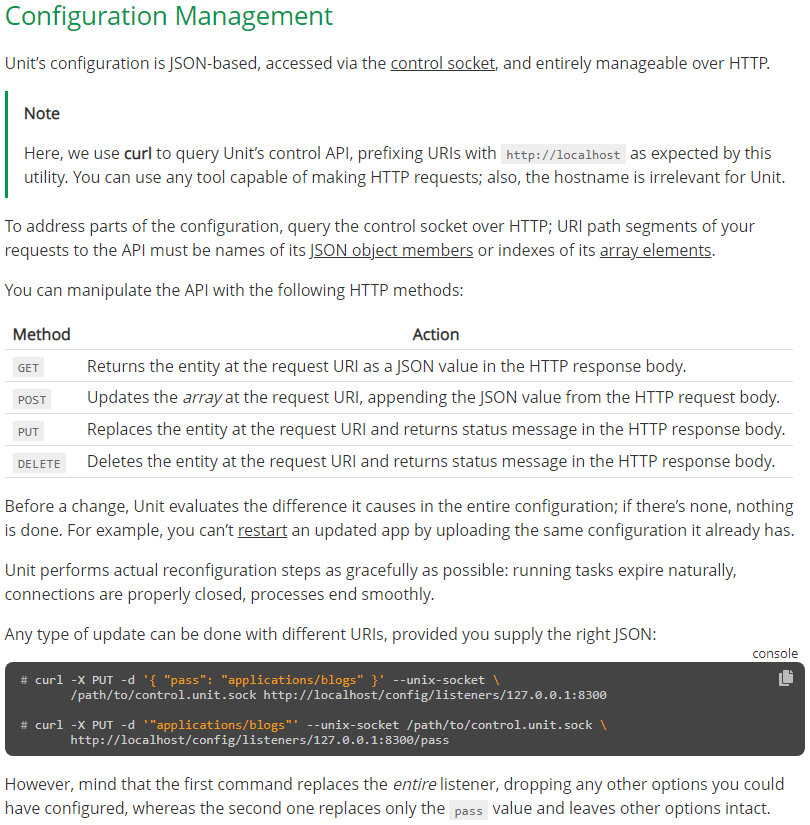 Configuration Management
Unit’s configuration is JSON-based, accessed via the control socket, and entirely manageable over HTTP.
Note
Here, we use curl to query Unit’s control API, prefixing URIs with http://localhost as expected by this
utility. You can use any tool capable of making HTTP requests; also, the hostname is irrelevant for Unit.
To address parts of the configuration, query the control socket over HTTP; URI path segments of your
requests to the API must be names of its JSON object members or indexes of its array elements.
You can manipulate the API with the following HTTP methods:
Method Action
GET Returns the entity at the request URI as a JSON value in the HTTP response body.
POST Updates the array at the request URI, appending the JSON value from the HTTP request body.
PUT Replaces the entity at the request URI and returns status message in the HTTP response body.
DELETE Deletes the entity at the request URI and returns status message in the HTTP response body.
Before a change, Unit evaluates the difference it causes in the entire configuration; if there’s none, nothing
is done. For example, you can’t restart an updated app by uploading the same configuration it already has.
Unit performs actual reconfiguration steps as gracefully as possible: running tasks expire naturally,
connections are properly closed, processes end smoothly.
Any type of update can be done with different URIs, provided you supply the right JSON:
console
# curl -X PUT -d '{ "pass": "applications/blogs" }' --unix-socket \
/path/to/control.unit.sock http://localhost/config/listeners/127.0.0.1:8300
# curl -X PUT -d '"applications/blogs"' --unix-socket /path/to/control.unit.sock \
http://localhost/config/listeners/127.0.0.1:8300/pass
However, mind that the first command replaces the entire listener, dropping any other options you could
have configured, whereas the second one replaces only the pass value and leaves other options intact.